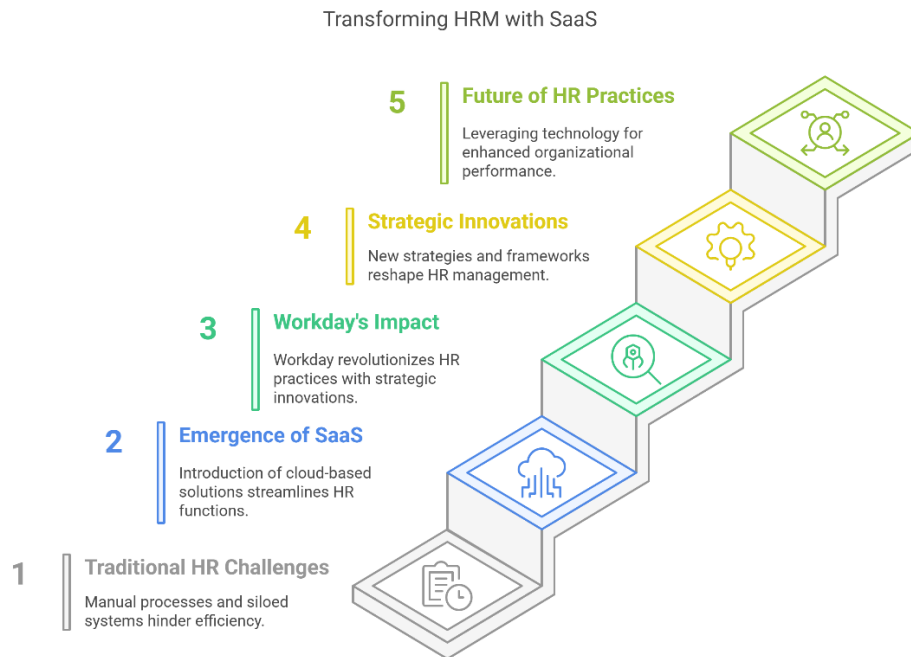 Transforming HRM with SaaS
5
Future of HR Practices
Leveraging technology for
enhanced organizational
performance.
4
Strategic Innovations
New strategies and frameworks
reshape HR management.
3
Workday's Impact
Workday revolutionizes HR
practices with strategic
innovations.
2
Emergence of SaaS
Introduction of cloud-based
solutions streamlines HR
functions.
1
Traditional HR Challenges
Manual processes and siloed
systems hinder efficiency.